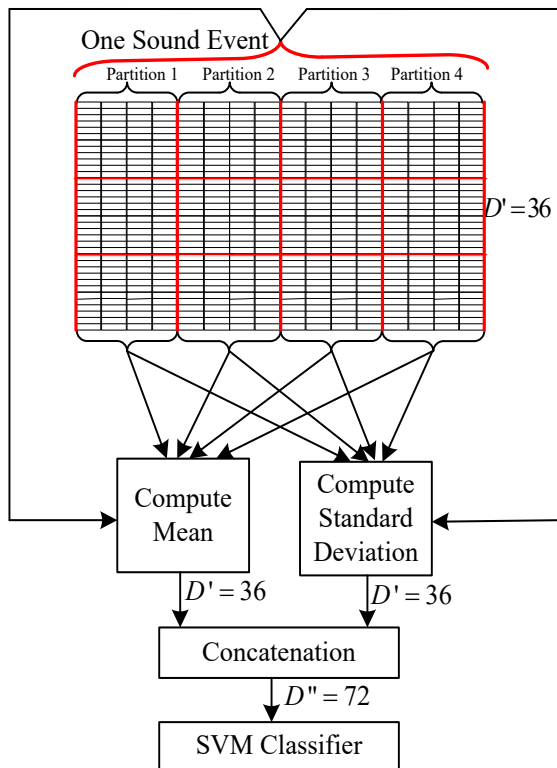 One Sound Event
Partition 1 Partition 2 Partition 3 Partition 4
D' = 36
Compute
Mean
Compute
Standard
Deviation
D' = 36 D' = 36
Concatenation
D" = 72
SVM Classifier